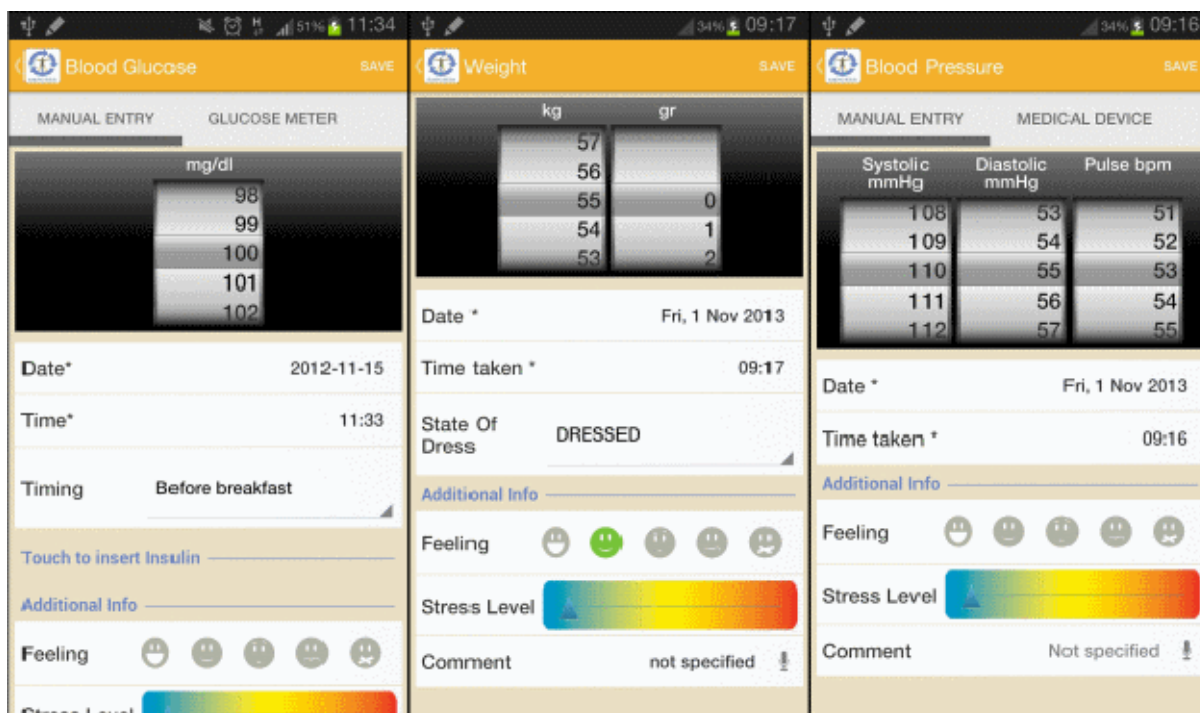 51% 11:34
Blood Glucose SAVE
MANUAL ENTRY GLUCOSE METER
mg/dl
98
99
100
101
102
Date* 2012-11-15
Time* 11:33
Timing Before breakfast
Touch to insert Insulin
Additional Info
Feeling
Stress Level
34% 09:17
Weight SAVE
kg gr
57
56
55 0
54 1
53 2
Date * Fri, 1 Nov 2013
Time taken * 09:17
State Of
Dress DRESSED
Additional Info
Feeling
Stress Level
Comment not specified
34% 09:16
Blood Pressure SAVE
MANUAL ENTRY MEDICAL DEVICE
Systolic Diastolic Pulse bpm
mmHg mmHg
108 53 51
109 54 52
110 55 53
111 56 54
112 57 55
Date * Fri, 1 Nov 2013
Time taken * 09:16
Additional Info
Feeling
Stress Level
Comment Not specified